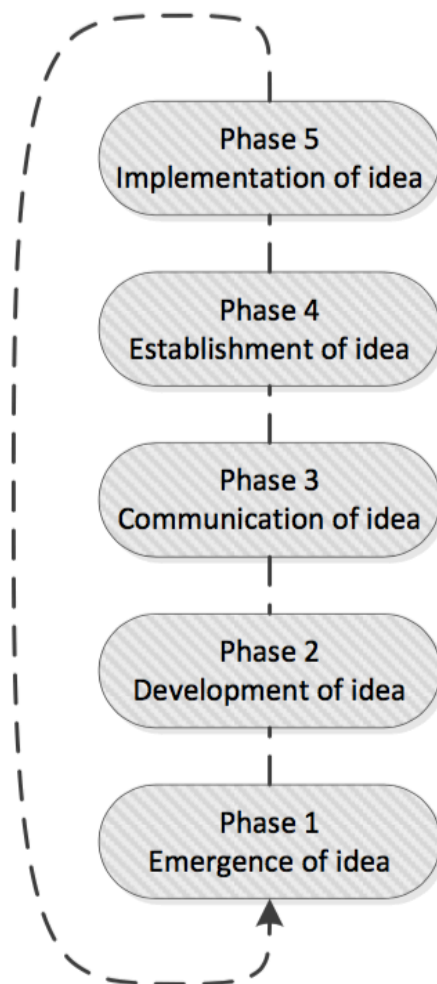 Phase 5
Implementation of idea
Phase 4
Establishment of idea
Phase 3
Communication of idea
Phase 2
Development of idea
Phase 1
Emergence of idea